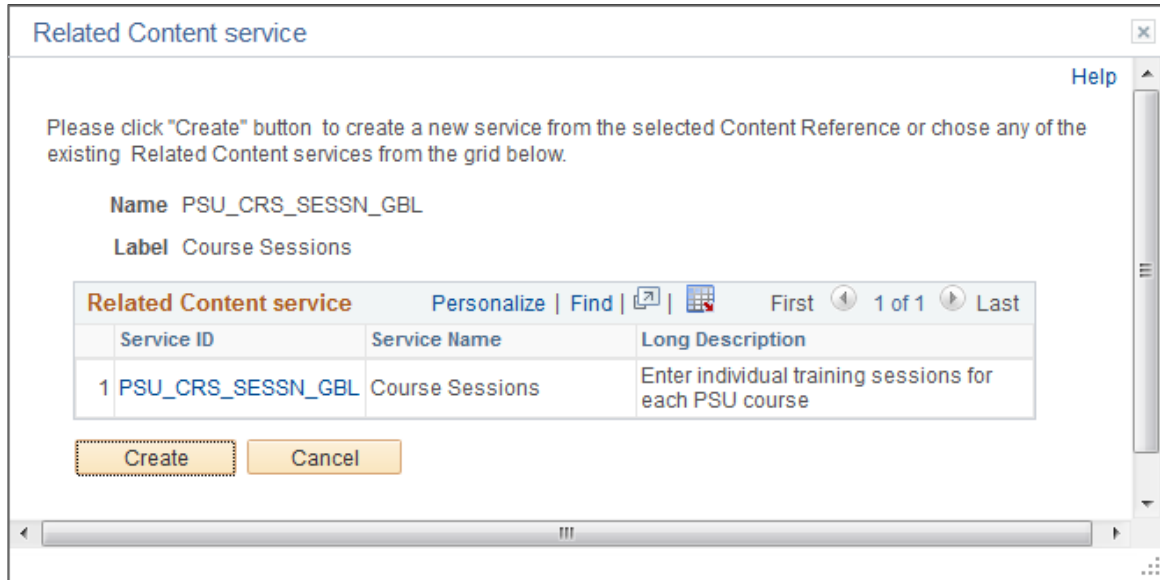 Related Content service
Help
Please click "Create" button to create a new service from the selected Content Reference or chose any of the
existing Related Content services from the grid below.
Name PSU_CRS_SESSN_GBL
Label Course Sessions
Related Content service Personalize | Find | | First 1 of 1 Last
Service ID Service Name Long Description
1 PSU_CRS_SESSN_GBL Course Sessions Enter individual training sessions for
each PSU course
Create Cancel